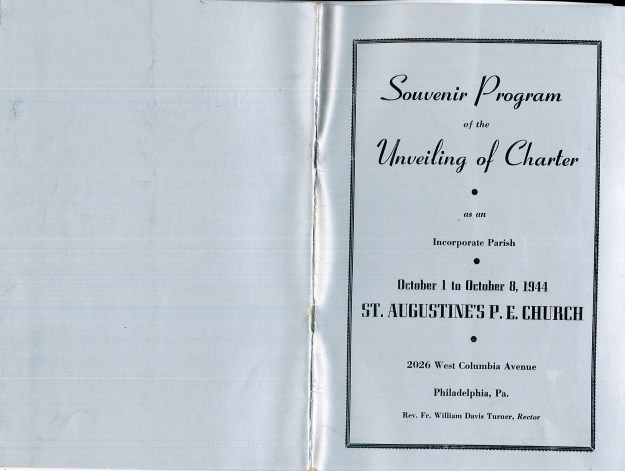 Souvenir Program
of the
Unveiling of Charter
as an
Incorporate Parish
October 1 to October 8, 1944
ST. AUGUSTINE'S P. E. CHURCH
2026 West Columbia Avenue
Philadelphia, Pa.
Rev. Fr. William Davis Turner, Rector